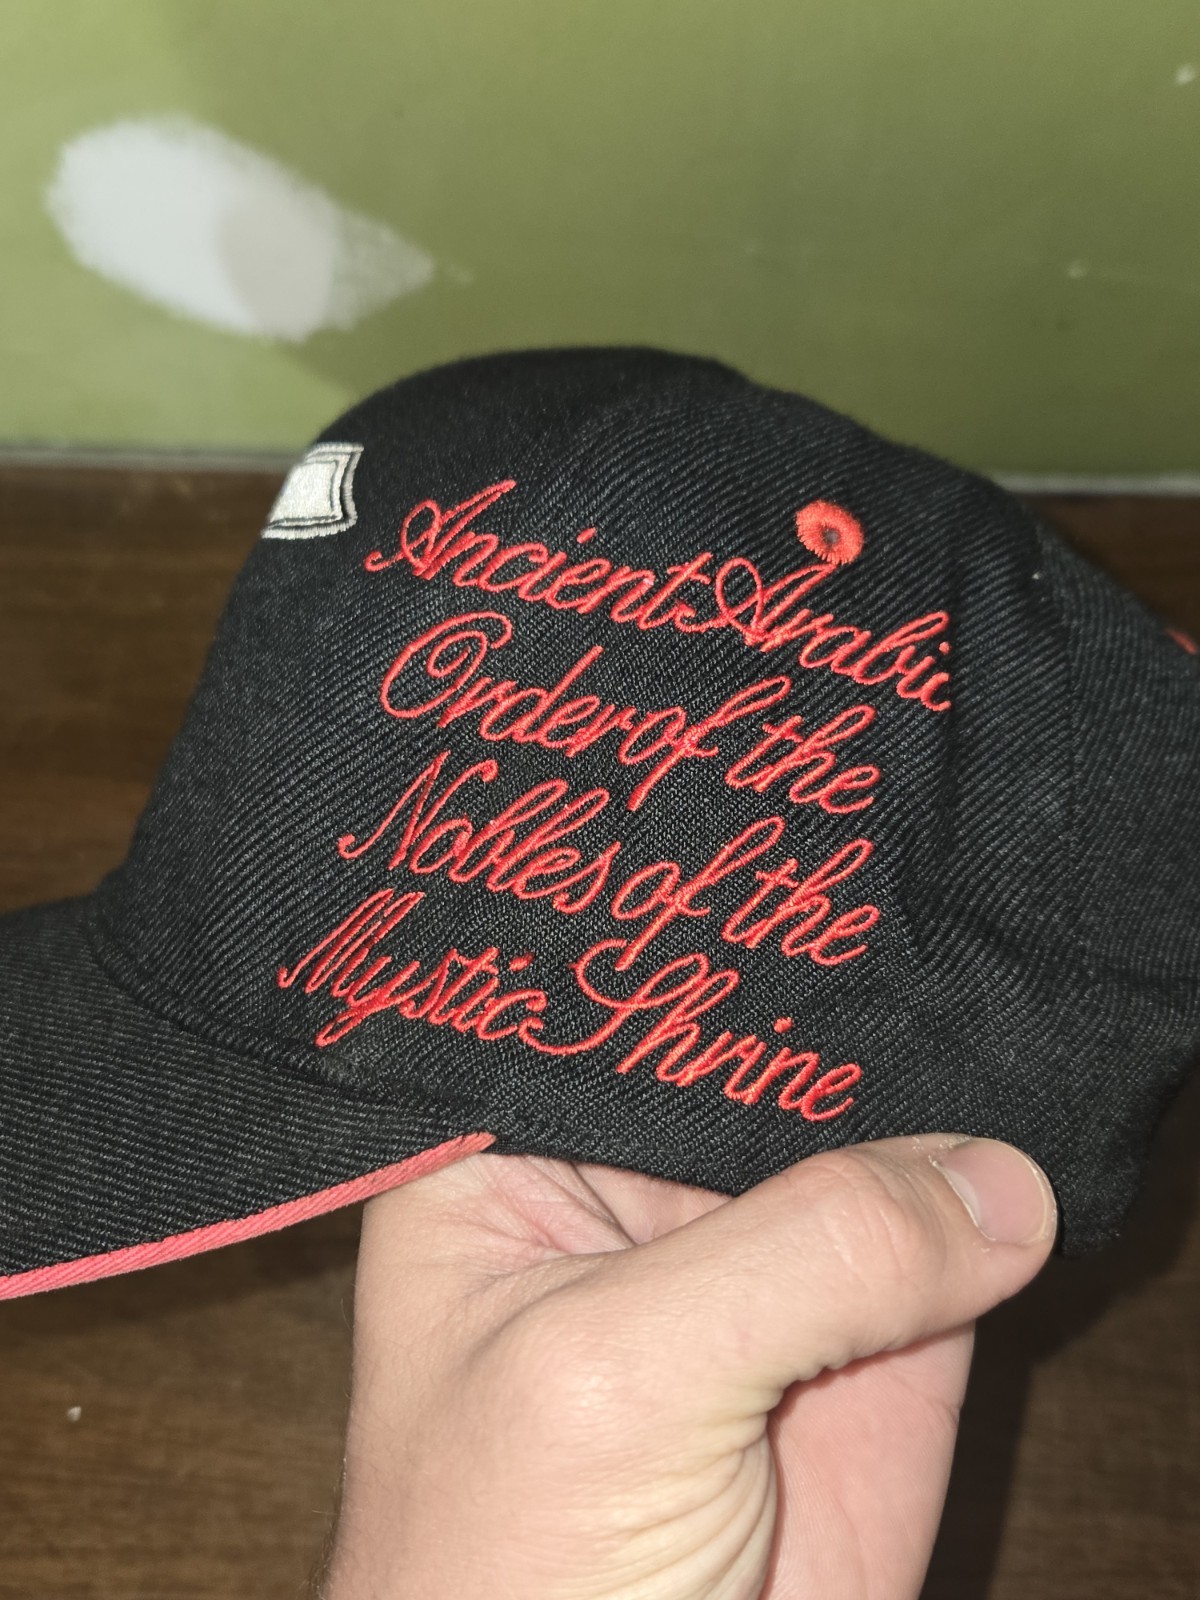 Ancient Arabic
Order of the
Nobles of the
Mystic Shrine